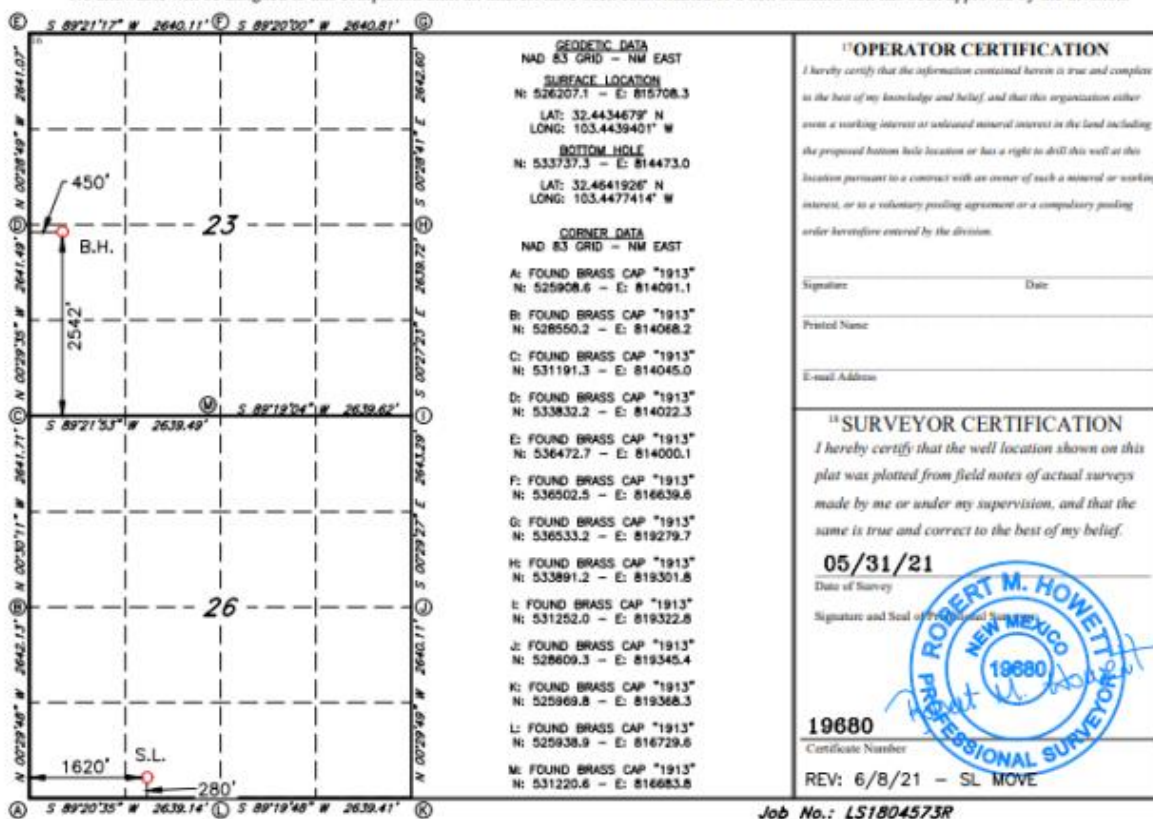 E S 89°21'17" W 2640.11' F S 89°20'00" W 2640.81' G
16
N 00°28'49" W 2641.07'
S 00°28'41" E 2642.60'
450'
D 23 H
B.H.
N 00°29'35" W 2641.49'
2542'
S 00°27'23" E 2639.72'
C M S 89°19'04" W 2639.62' I
S 89°21'53" W 2639.49'
N 00°30'11" W 2641.71'
S 00°29'27" E 2643.29'
B 26 J
N 00°29'48" W 2642.13'
N 00°29'49" W 2640.11'
1620' S.L.
280'
A S 89°20'35" W 2639.14' L S 89°19'48" W 2639.41' K
GEODETIC DATA
NAD 83 GRID - NM EAST
SURFACE LOCATION
N: 526207.1 - E: 815708.3
LAT: 32.4434679° N
LONG: 103.4439401° W
BOTTOM HOLE
N: 533737.3 - E: 814473.0
LAT: 32.4641926° N
LONG: 103.4477414° W
CORNER DATA
NAD 83 GRID - NM EAST
A: FOUND BRASS CAP "1913"
N: 525908.6 - E: 814091.1
B: FOUND BRASS CAP "1913"
N: 528550.2 - E: 814068.2
C: FOUND BRASS CAP "1913"
N: 531191.3 - E: 814045.0
D: FOUND BRASS CAP "1913"
N: 533832.2 - E: 814022.3
E: FOUND BRASS CAP "1913"
N: 536472.7 - E: 814000.1
F: FOUND BRASS CAP "1913"
N: 536502.5 - E: 816639.6
G: FOUND BRASS CAP "1913"
N: 536533.2 - E: 819279.7
H: FOUND BRASS CAP "1913"
N: 533891.2 - E: 819301.8
I: FOUND BRASS CAP "1913"
N: 531252.0 - E: 819322.8
J: FOUND BRASS CAP "1913"
N: 528609.3 - E: 819345.4
K: FOUND BRASS CAP "1913"
N: 525969.8 - E: 819368.3
L: FOUND BRASS CAP "1913"
N: 525938.9 - E: 816729.6
M: FOUND BRASS CAP "1913"
N: 531220.6 - E: 816683.8
17 OPERATOR CERTIFICATION
I hereby certify that the information contained herein is true and complete
to the best of my knowledge and belief, and that this organization either
owns a working interest or unleased mineral interest in the land including
the proposed bottom hole location or has a right to drill this well at this
location pursuant to a contract with an owner of such a mineral or working
interest, or to a voluntary pooling agreement or a compulsory pooling
order heretofore entered by the division.
Signature Date
Printed Name
E-mail Address
18 SURVEYOR CERTIFICATION
I hereby certify that the well location shown on this
plat was plotted from field notes of actual surveys
made by me or under my supervision, and that the
same is true and correct to the best of my belief.
05/31/21
Date of Survey
Signature and Seal of Professional Surveyor
ROBERT M. HOWETT
NEW MEXICO
19680
PROFESSIONAL SURVEYOR
Robert M. Howett
19680
Certificate Number
REV: 6/8/21 - SL MOVE
Job No.: LS1804573R